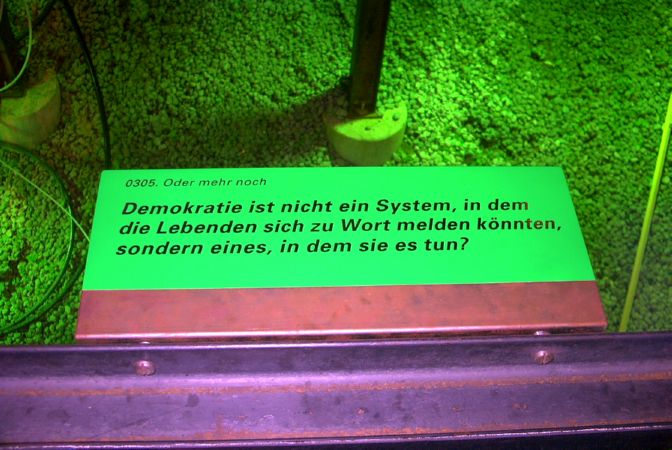 0305. Oder mehr noch
Demokratie ist nicht ein System, in dem
die Lebenden sich zu Wort melden könnten,
sondern eines, in dem sie es tun?